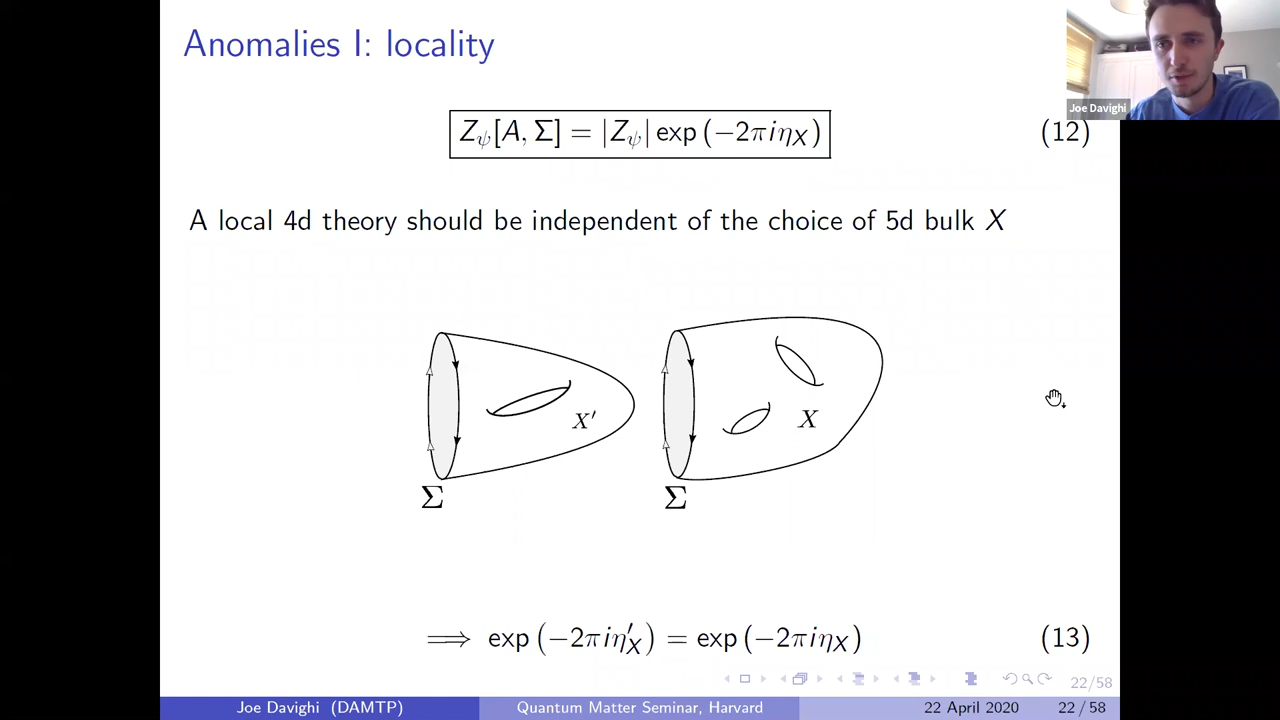 Anomalies I: locality
Joe Davighi
Z_ψ[A, Σ] = |Z_ψ| exp (−2πiη_X) (12)
A local 4d theory should be independent of the choice of 5d bulk X
X′ X
Σ Σ
⟹ exp (−2πiη′_X) = exp (−2πiη_X) (13)
22/58
Joe Davighi (DAMTP) Quantum Matter Seminar, Harvard 22 April 2020 22 / 58